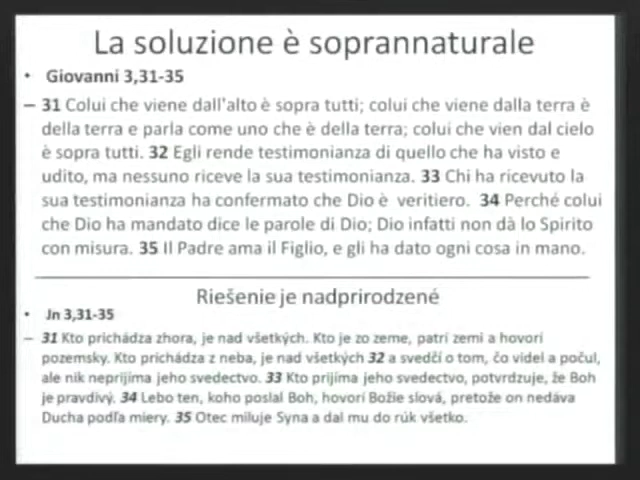 La soluzione è soprannaturale
• Giovanni 3,31-35
– 31 Colui che viene dall'alto è sopra tutti; colui che viene dalla terra è
della terra e parla come uno che è della terra; colui che vien dal cielo
è sopra tutti. 32 Egli rende testimonianza di quello che ha visto e
udito, ma nessuno riceve la sua testimonianza. 33 Chi ha ricevuto la
sua testimonianza ha confermato che Dio è veritiero. 34 Perché colui
che Dio ha mandato dice le parole di Dio; Dio infatti non dà lo Spirito
con misura. 35 Il Padre ama il Figlio, e gli ha dato ogni cosa in mano.
Riešenie je nadprirodzené
• Jn 3,31-35
– 31 Kto prichádza zhora, je nad všetkých. Kto je zo zeme, patrí zemi a hovorí
pozemsky. Kto prichádza z neba, je nad všetkých 32 a svedčí o tom, čo videl a počul,
ale nik neprijíma jeho svedectvo. 33 Kto prijíma jeho svedectvo, potvrdzuje, že Boh
je pravdivý. 34 Lebo ten, koho poslal Boh, hovorí Božie slová, pretože on nedáva
Ducha podľa miery. 35 Otec miluje Syna a dal mu do rúk všetko.